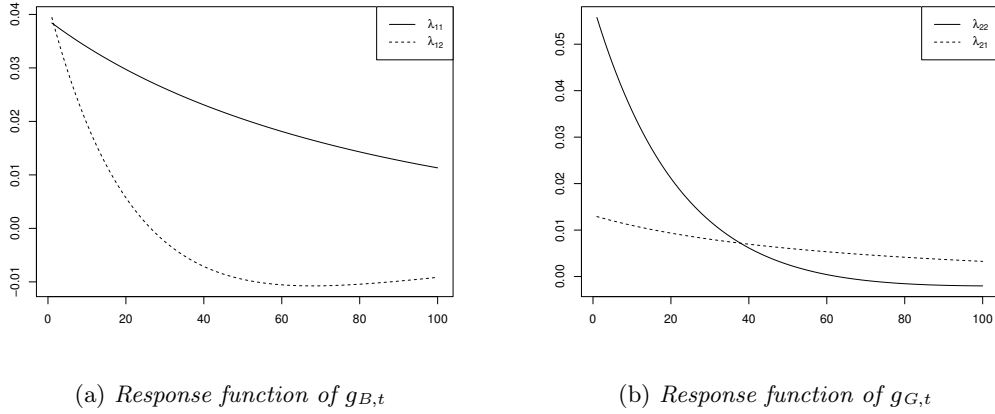 0.04
0.03
0.02
0.01
0.00
−0.01
λ11
λ12
0 20 40 60 80 100
0.05
0.04
0.03
0.02
0.01
0.00
λ22
λ21
0 20 40 60 80 100
(a) Response function of gB,t
(b) Response function of gG,t